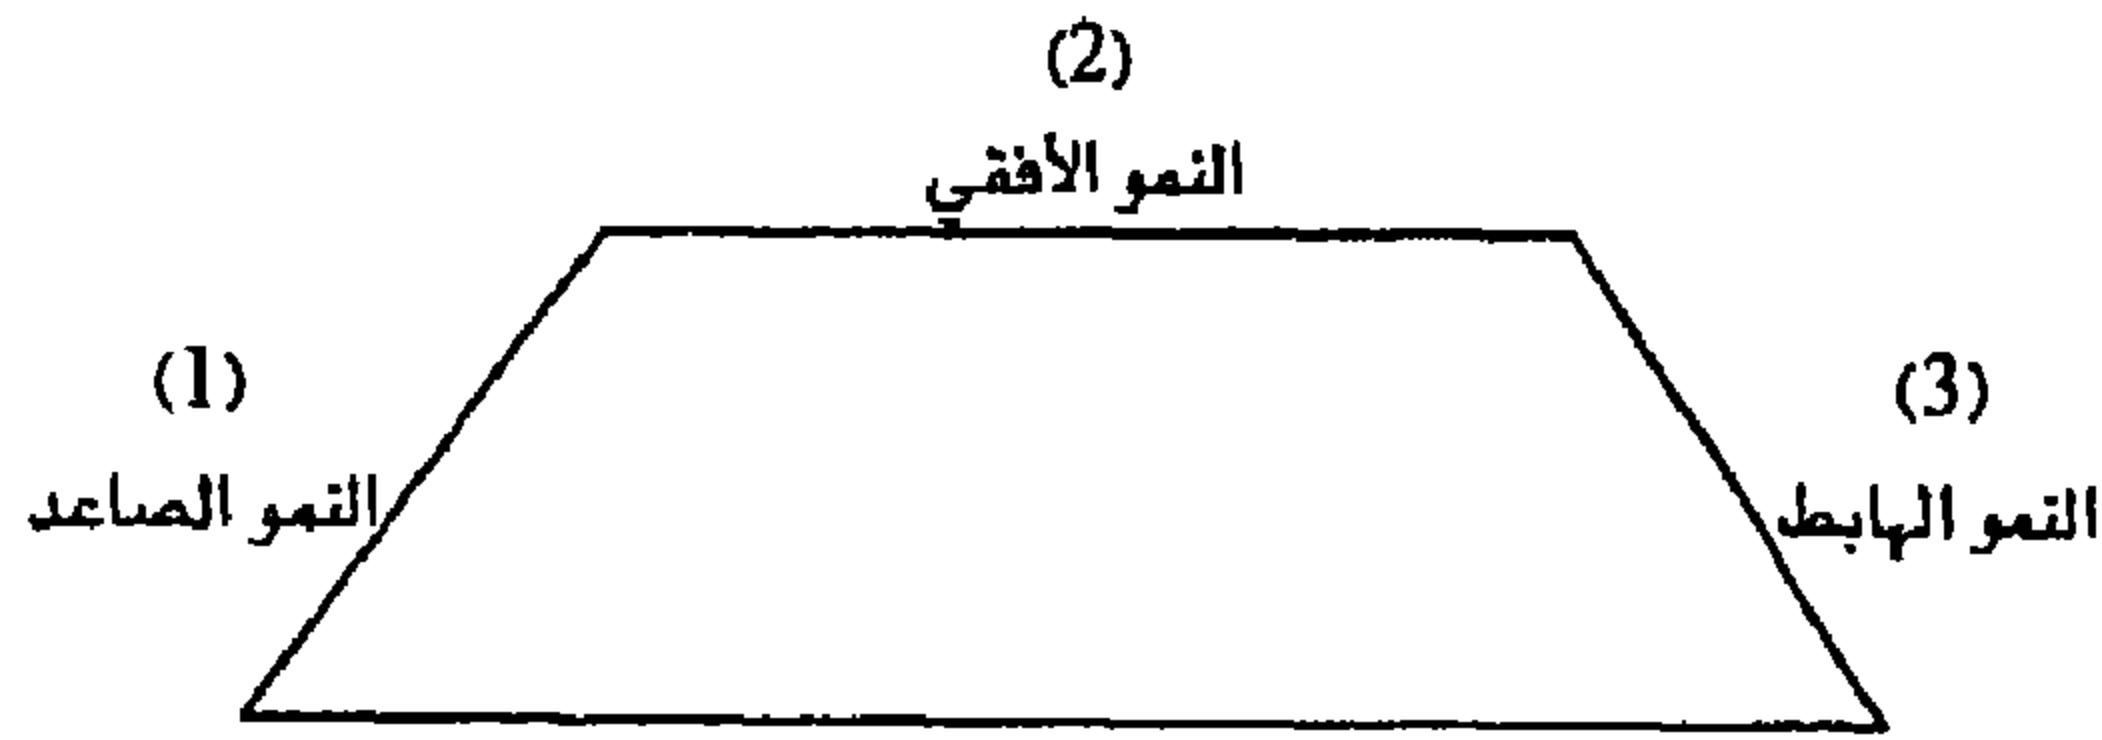 (2)
النمو الأفقي
(1)
النمو الصاعد
(3)
النمو الهابط